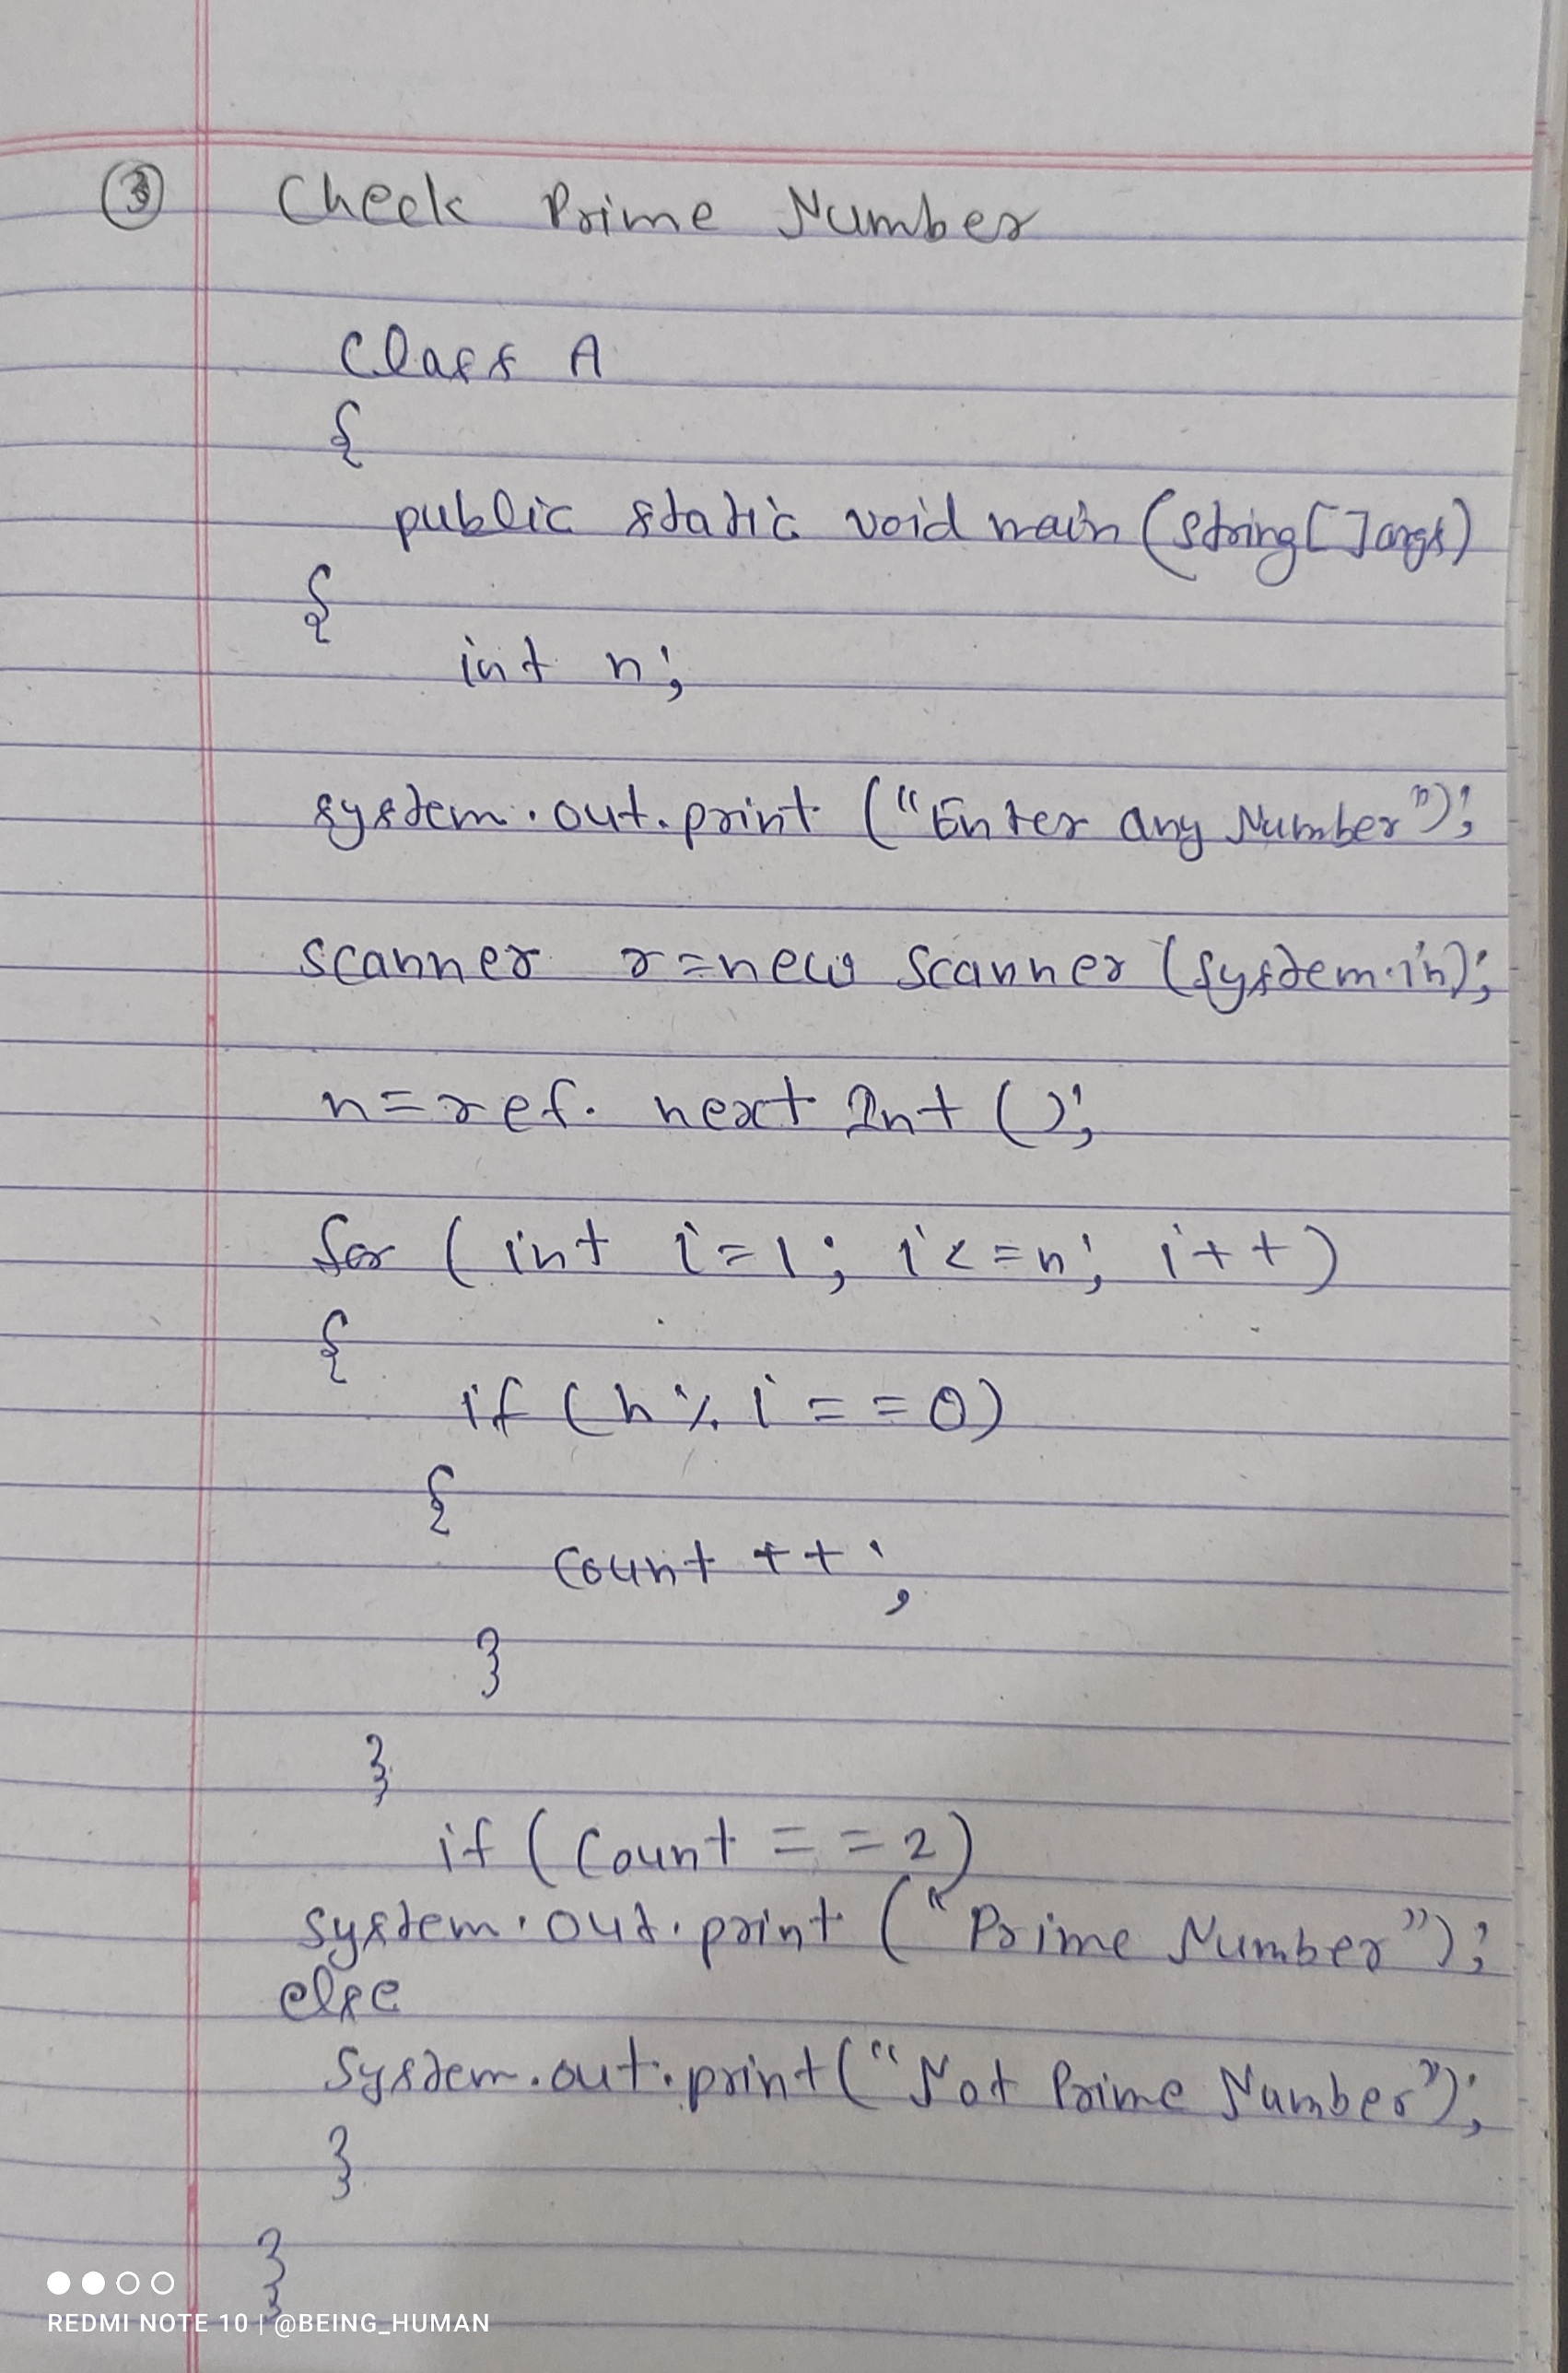 3 Check Prime Number
Class A
{
public static void main (string[] args)
{
int n;
system.out.print ("Enter any Number");
scanner r=new scanner (system.in);
n=ref. next Int ();
for (int i=1; i<=n; i++)
{
if (n%i==0)
{
count ++;
}
}
if (count ==2)
system.out.print ("Prime Number");
else
system.out.print("Not Prime Number");
}
}
REDMI NOTE 10 | @BEING_HUMAN